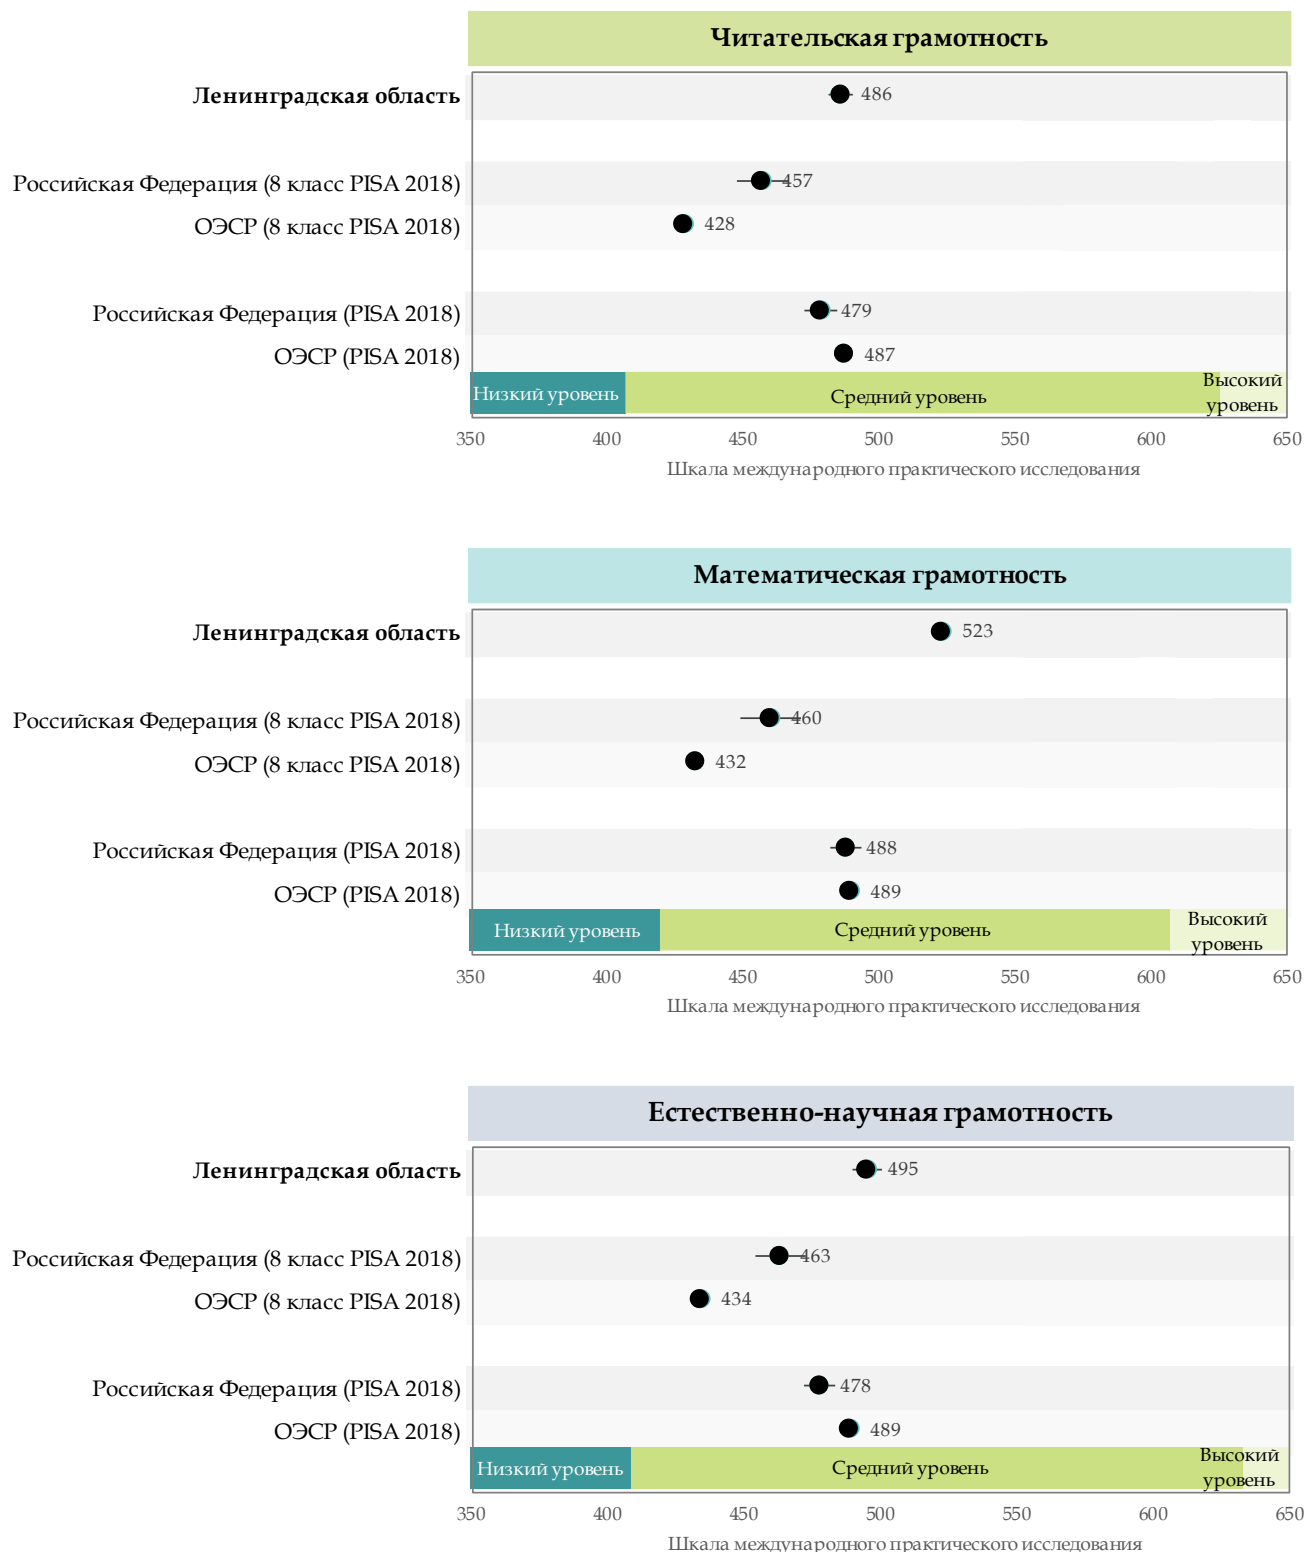 Читательская грамотность
Ленинградская область
486
Российская Федерация (8 класс PISA 2018)
457
ОЭСР (8 класс PISA 2018)
428
Российская Федерация (PISA 2018)
479
ОЭСР (PISA 2018)
487
Низкий уровень
Средний уровень
Высокий
уровень
350 400 450 500 550 600 650
Шкала международного практического исследования
Математическая грамотность
Ленинградская область
523
Российская Федерация (8 класс PISA 2018)
460
ОЭСР (8 класс PISA 2018)
432
Российская Федерация (PISA 2018)
488
ОЭСР (PISA 2018)
489
Низкий уровень
Средний уровень
Высокий
уровень
350 400 450 500 550 600 650
Шкала международного практического исследования
Естественно-научная грамотность
Ленинградская область
495
Российская Федерация (8 класс PISA 2018)
463
ОЭСР (8 класс PISA 2018)
434
Российская Федерация (PISA 2018)
478
ОЭСР (PISA 2018)
489
Низкий уровень
Средний уровень
Высокий
уровень
350 400 450 500 550 600 650
Шкала международного практического исследования